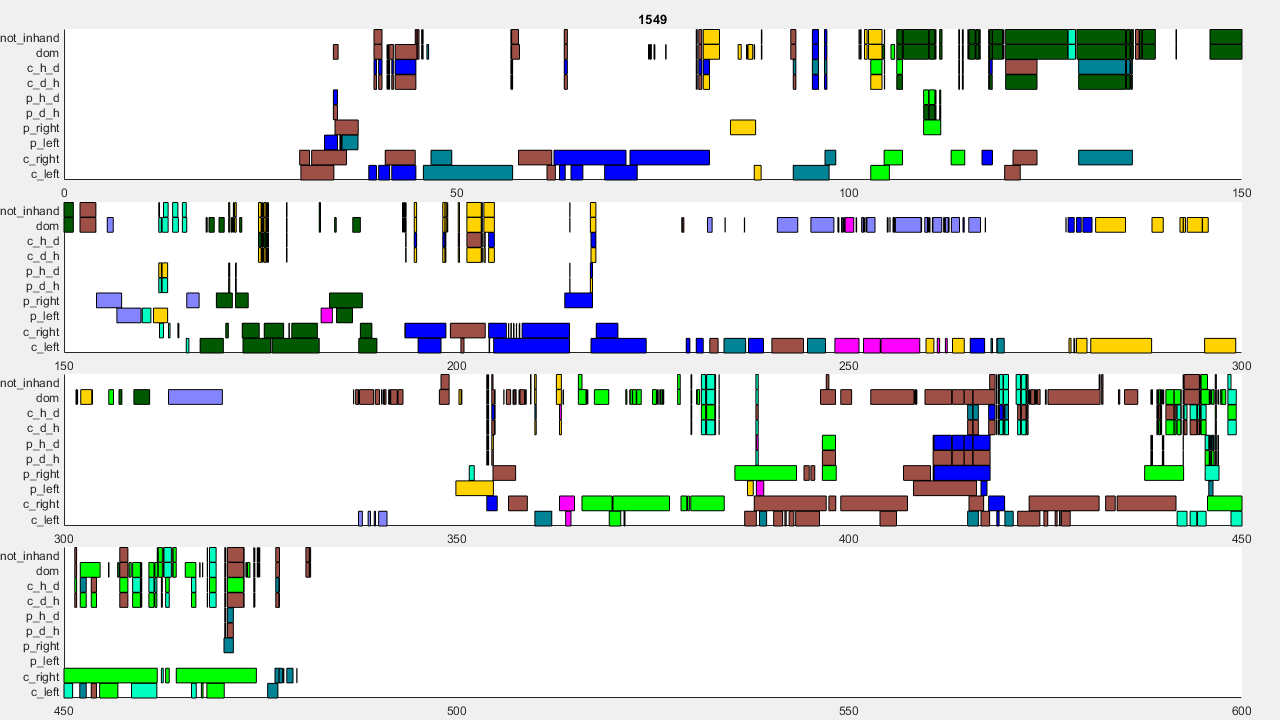 1549
not_inhand
dom
c_h_d
c_d_h
p_h_d
p_d_h
p_right
p_left
c_right
c_left
0 50 100 150
not_inhand
dom
c_h_d
c_d_h
p_h_d
p_d_h
p_right
p_left
c_right
c_left
150 200 250 300
not_inhand
dom
c_h_d
c_d_h
p_h_d
p_d_h
p_right
p_left
c_right
c_left
300 350 400 450
not_inhand
dom
c_h_d
c_d_h
p_h_d
p_d_h
p_right
p_left
c_right
c_left
450 500 550 600